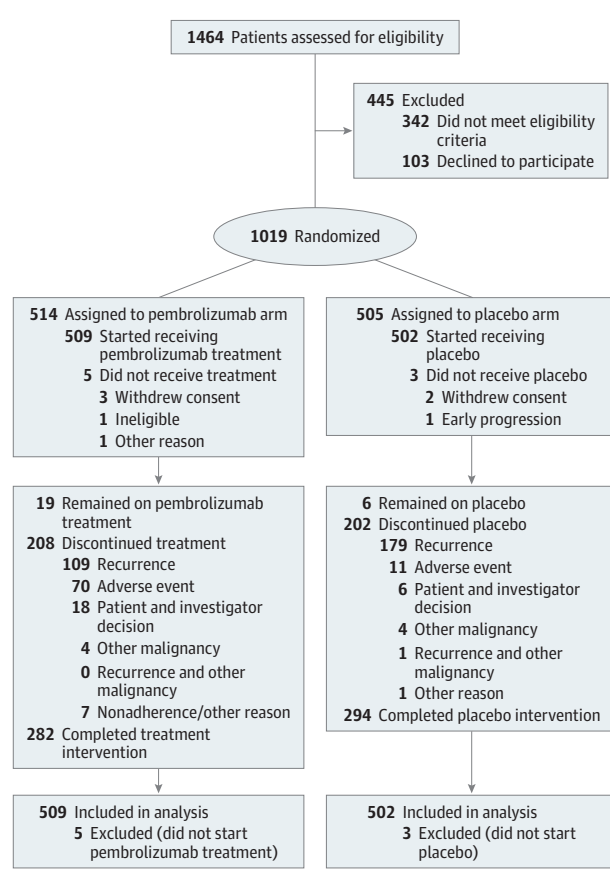 1464 Patients assessed for eligibility
445 Excluded
342 Did not meet eligibility
criteria
103 Declined to participate
1019 Randomized
514 Assigned to pembrolizumab arm
509 Started receiving
pembrolizumab treatment
5 Did not receive treatment
3 Withdrew consent
1 Ineligible
1 Other reason
505 Assigned to placebo arm
502 Started receiving
placebo
3 Did not receive placebo
2 Withdrew consent
1 Early progression
19 Remained on pembrolizumab
treatment
208 Discontinued treatment
109 Recurrence
70 Adverse event
18 Patient and investigator
decision
4 Other malignancy
0 Recurrence and other
malignancy
7 Nonadherence/other reason
282 Completed treatment
intervention
6 Remained on placebo
202 Discontinued placebo
179 Recurrence
11 Adverse event
6 Patient and investigator
decision
4 Other malignancy
1 Recurrence and other
malignancy
1 Other reason
294 Completed placebo intervention
509 Included in analysis
5 Excluded (did not start
pembrolizumab treatment)
502 Included in analysis
3 Excluded (did not start
placebo)